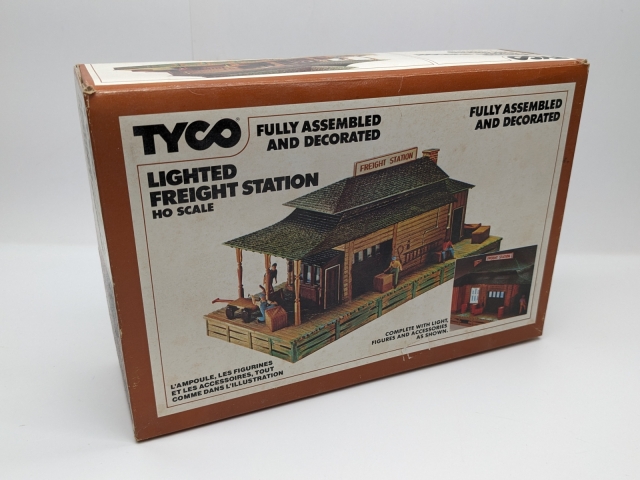 TYCO
FULLY ASSEMBLED
AND DECORATED
FULLY ASSEMBLED
AND DECORATED
LIGHTED
FREIGHT STATION
HO SCALE
FREIGHT STATION
COMPLETE WITH LIGHT,
FIGURES AND ACCESSORIES
AS SHOWN.
L'AMPOULE, LES FIGURINES
ET LES ACCESSOIRES, TOUT
COMME DANS L'ILLUSTRATION